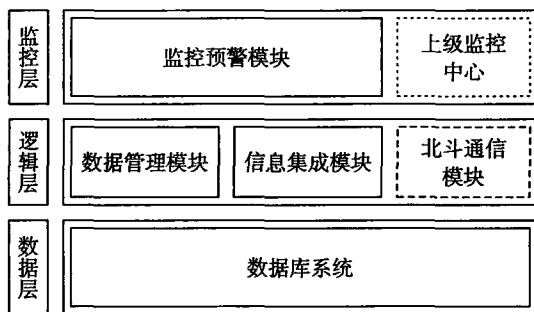 监控层
监控预警模块
上级监控
中心
逻辑层
数据管理模块
信息集成模块
北斗通信
模块
数据层
数据库系统